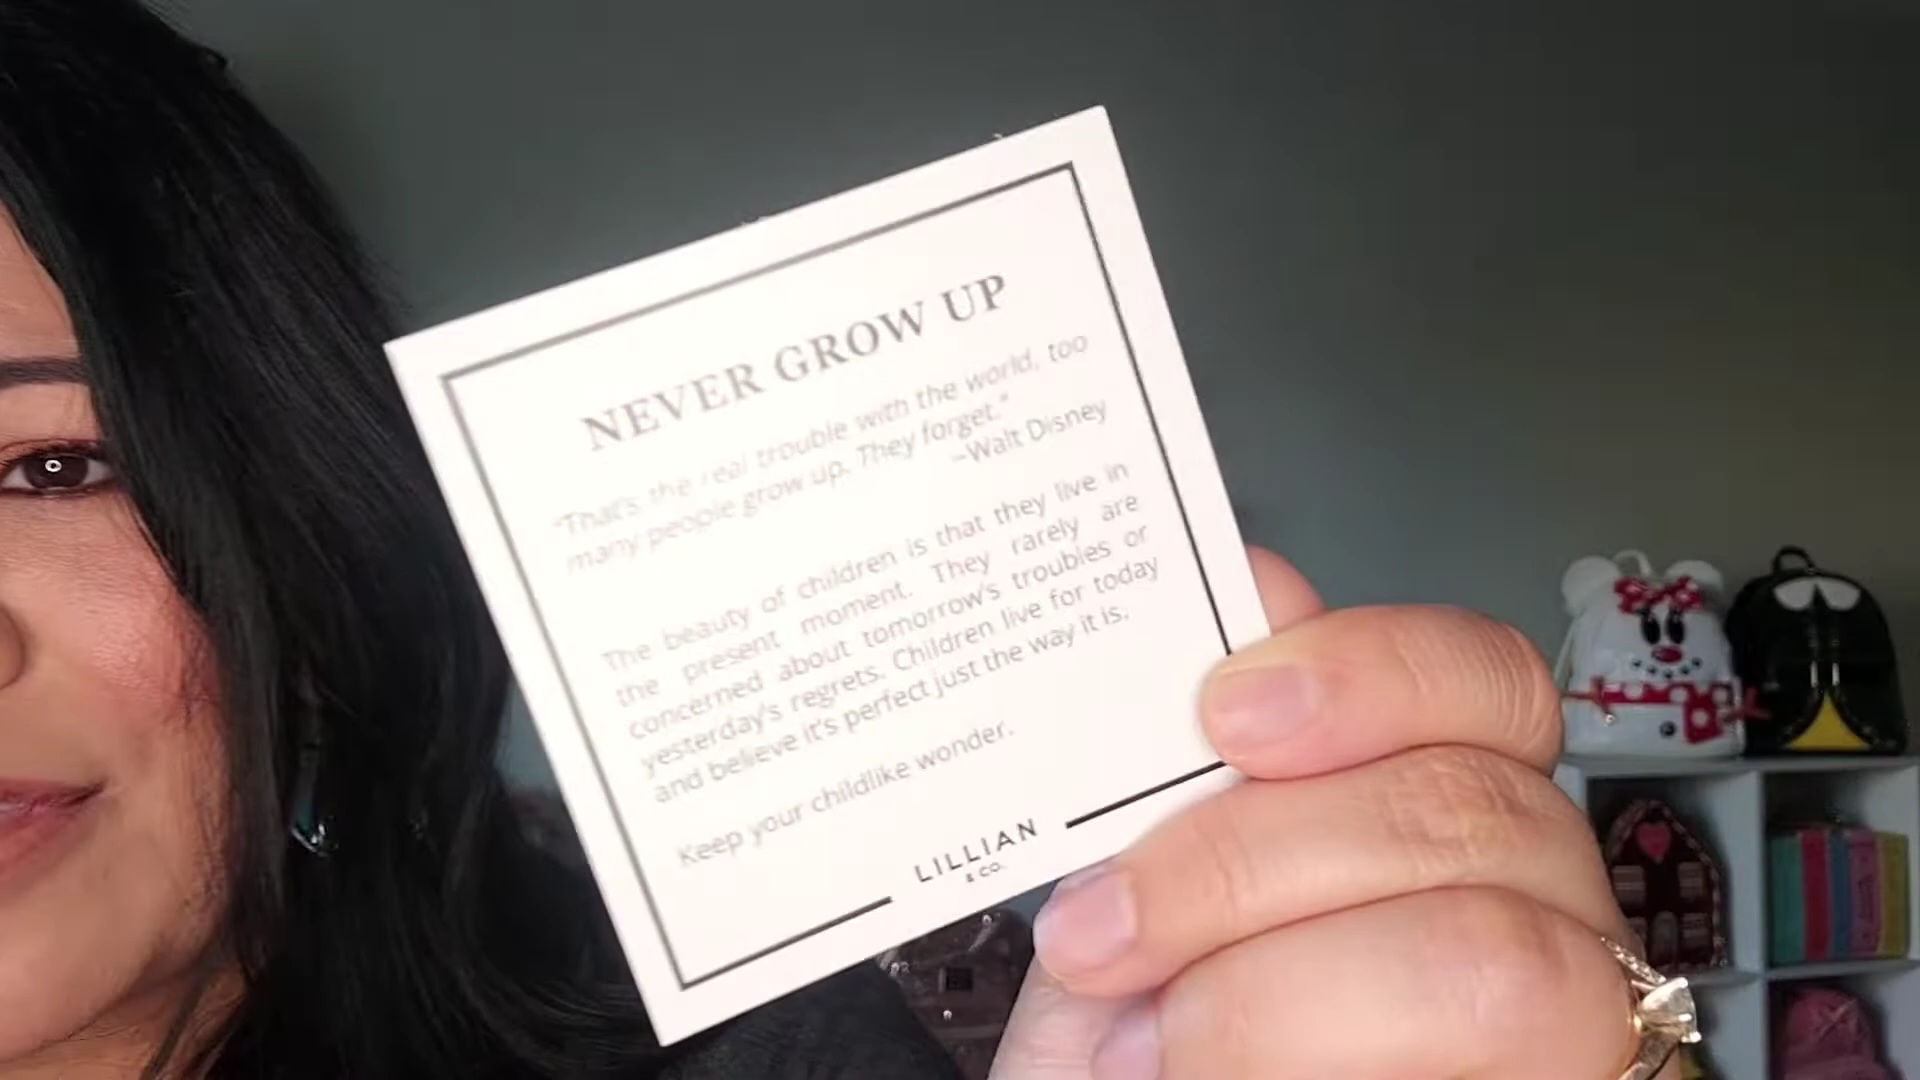 NEVER GROW UP
"That's the real trouble with the world, too
many people grow up. They forget."
–Walt Disney
The beauty of children is that they live in
the present moment. They rarely are
concerned about tomorrow's troubles or
yesterday's regrets. Children live for today
and believe it's perfect just the way it is.
Keep your childlike wonder.
LILLIAN
& CO.